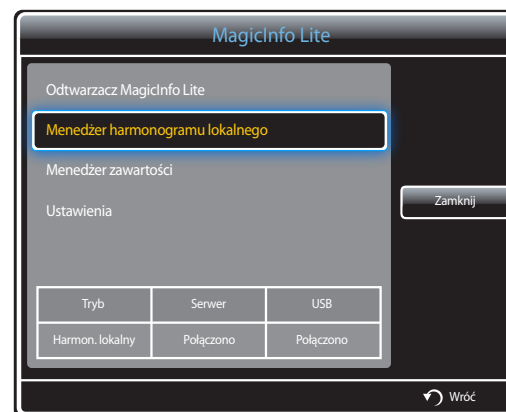 MagicInfo Lite
Odtwarzacz MagicInfo Lite
Menedżer harmonogramu lokalnego
Menedżer zawartości
Ustawienia
Zamknij
Tryb Serwer USB
Harmon. lokalny Połączono Połączono
Wróć